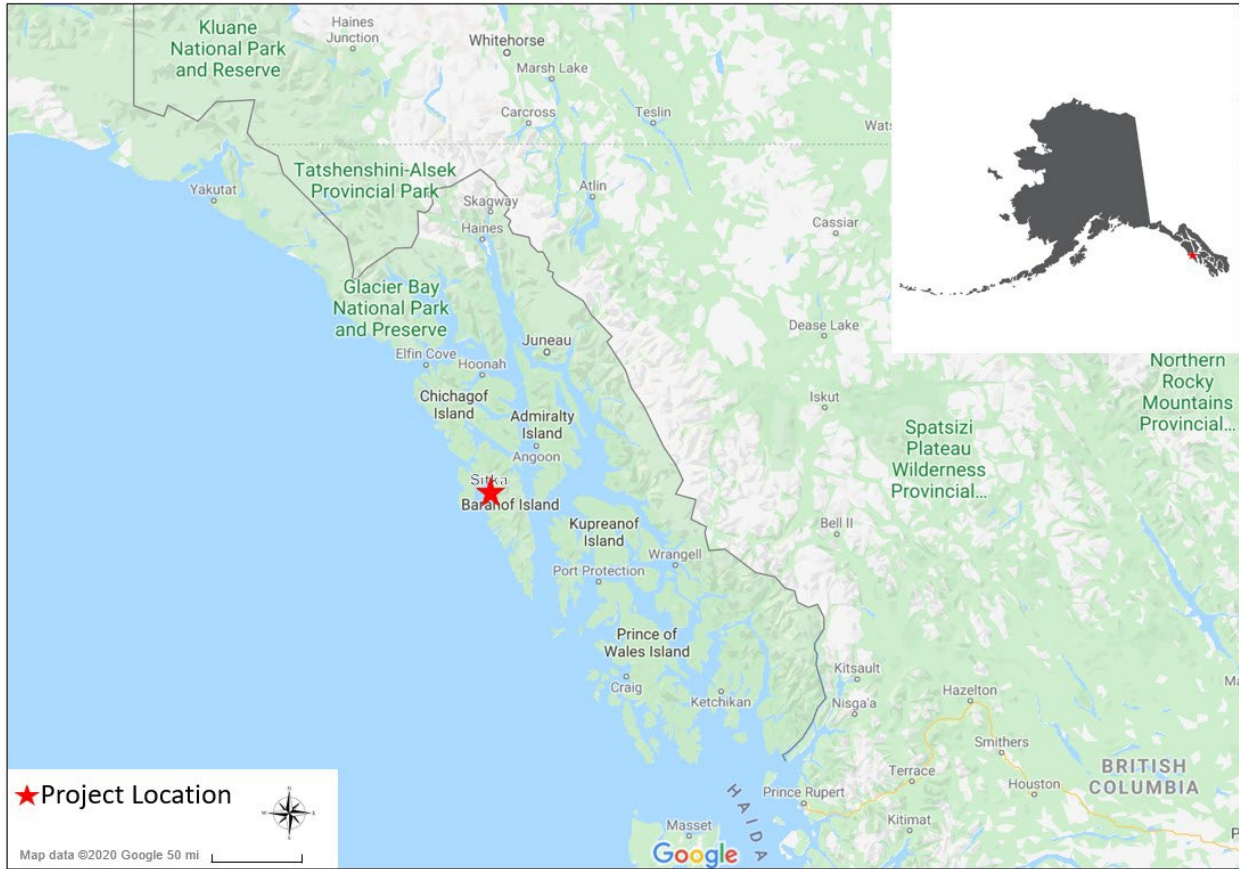 Kluane
National Park
and Reserve
Haines
Junction
Whitehorse
Marsh Lake
Carcross
Teslin
Yakutat
Tatshenshini-Alsek
Provincial Park
Atlin
Skagway
Haines
Cassiar
Glacier Bay
National Park
and Preserve
Juneau
Dease Lake
Elfin Cove
Hoonah
Northern
Rocky
Mountains
Provincial...
Chichagof
Island
Admiralty
Island
Angoon
Iskut
Spatsizi
Plateau
Wilderness
Provincial...
Sitka
Baranof Island
Kupreanof
Island
Bell II
Wrangell
Port Protection
Prince of
Wales Island
Craig
Ketchikan
Kitsault
Nisga'a
Hazelton
Smithers
Terrace
Houston
BRITISH
COLUMBIA
Prince Rupert
Kitimat
HAIDA
Masset
Project Location
N
W E
S
Map data ©2020 Google 50 mi
Google